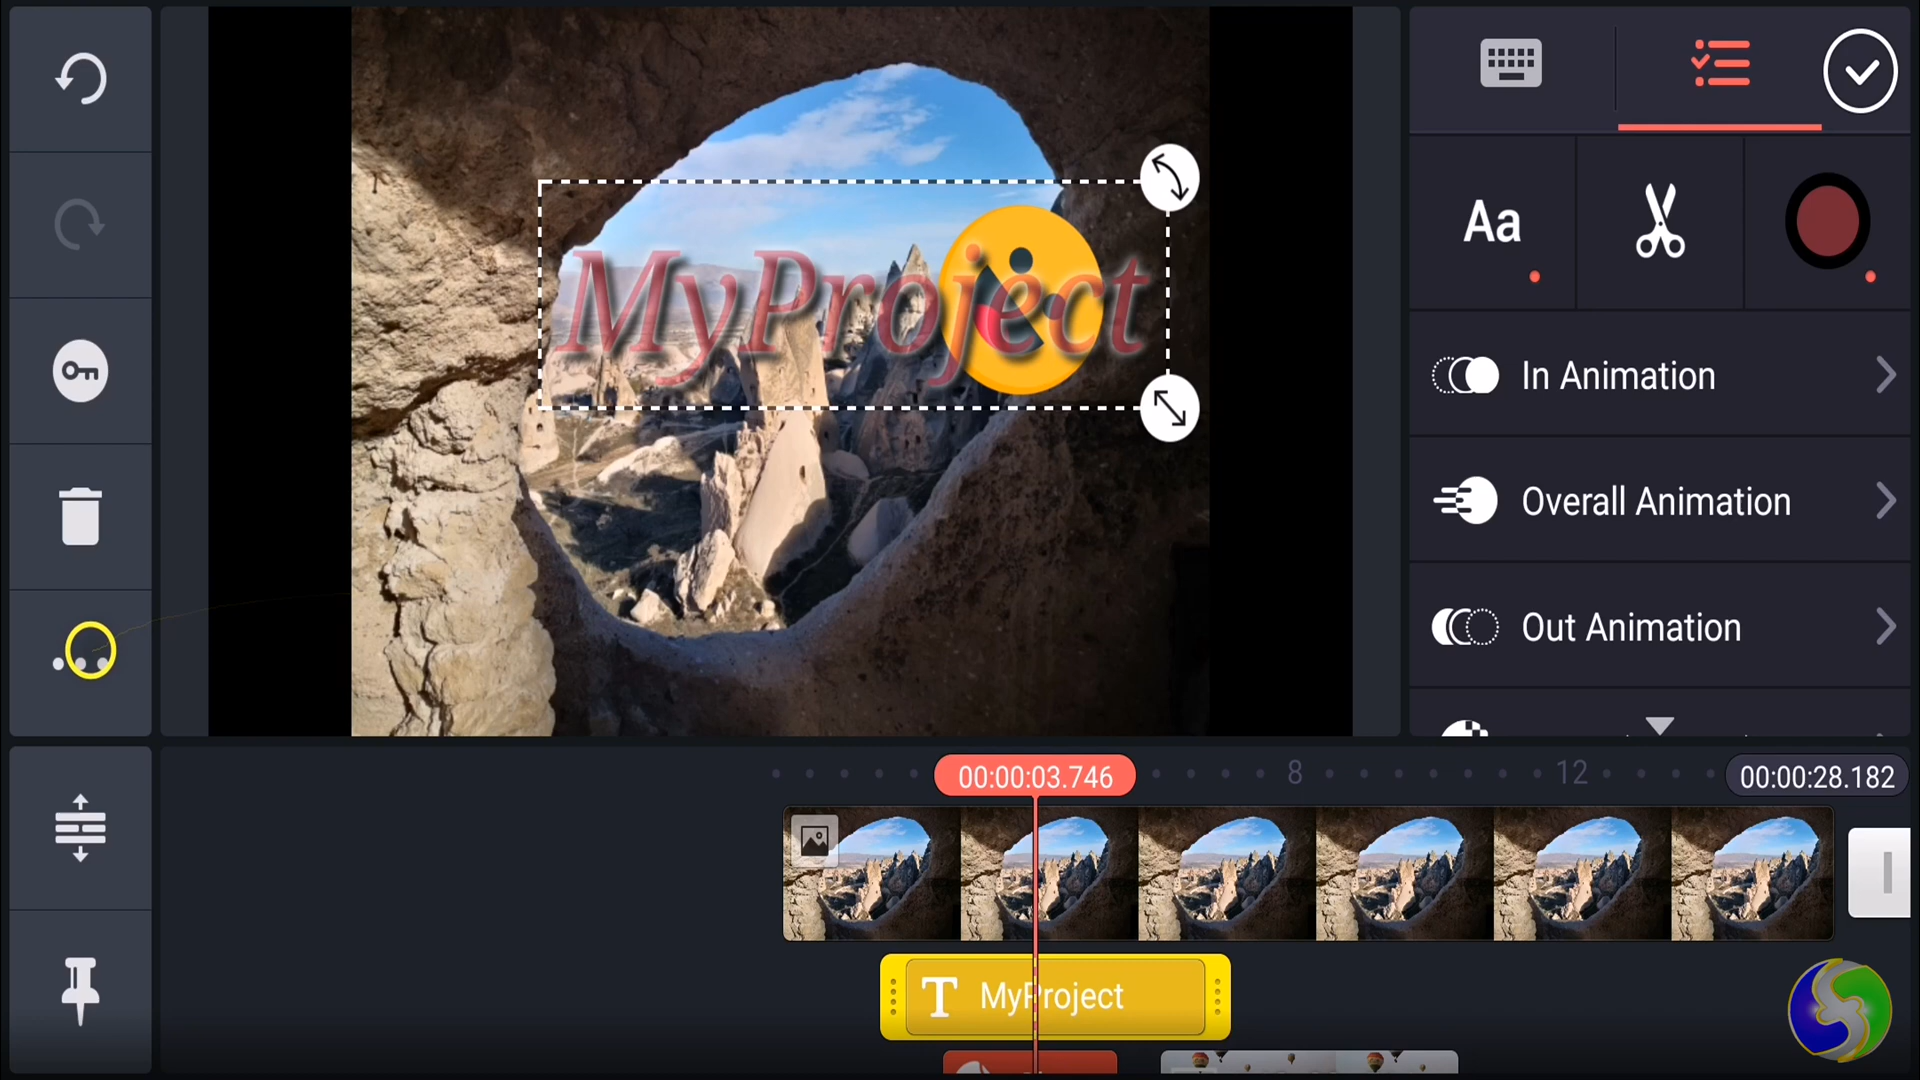 MyProject
Aa
In Animation
Overall Animation
Out Animation
00:00:03.746
8
12
00:00:28.182
T MyProject